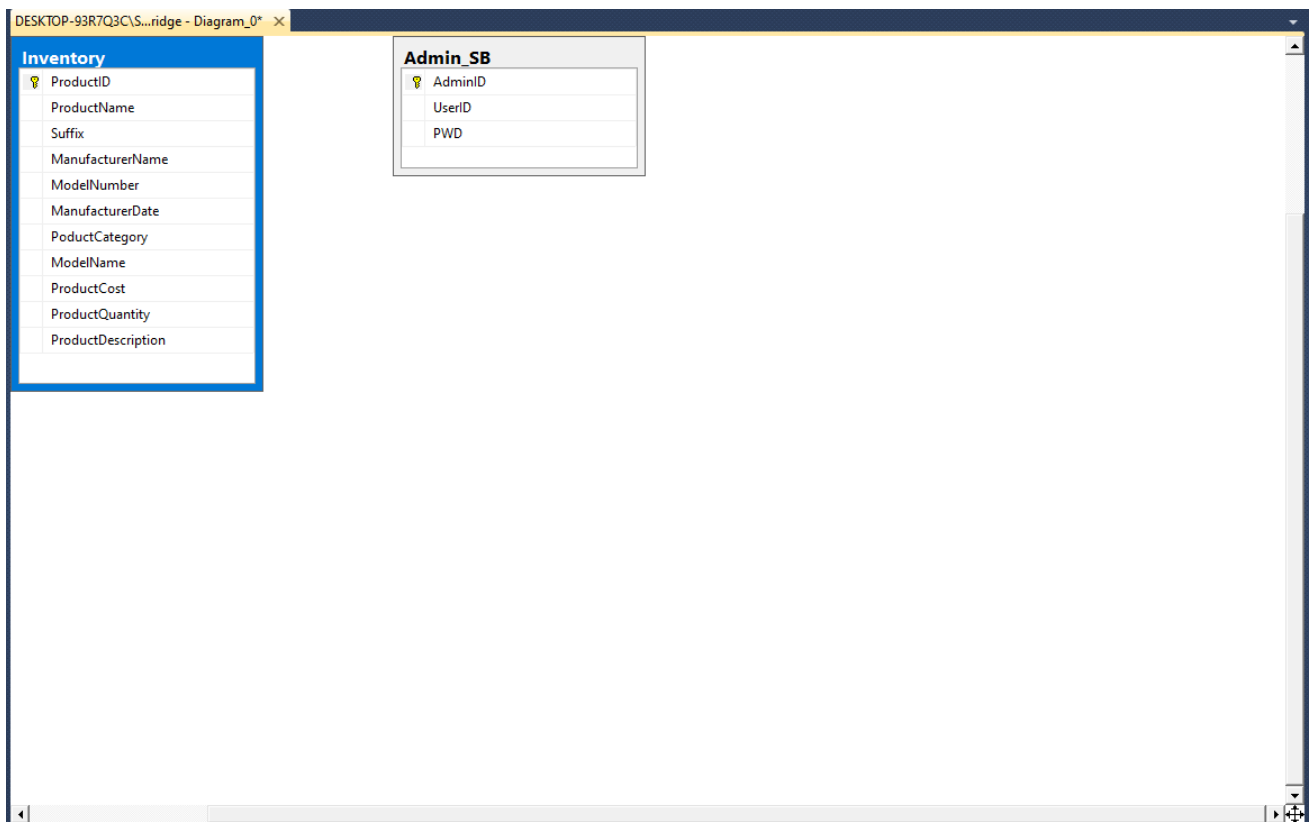 DESKTOP-93R7Q3C\S...ridge - Diagram_0*
Inventory
ProductID
ProductName
Suffix
ManufacturerName
ModelNumber
ManufacturerDate
PoductCategory
ModelName
ProductCost
ProductQuantity
ProductDescription
Admin_SB
AdminID
UserID
PWD